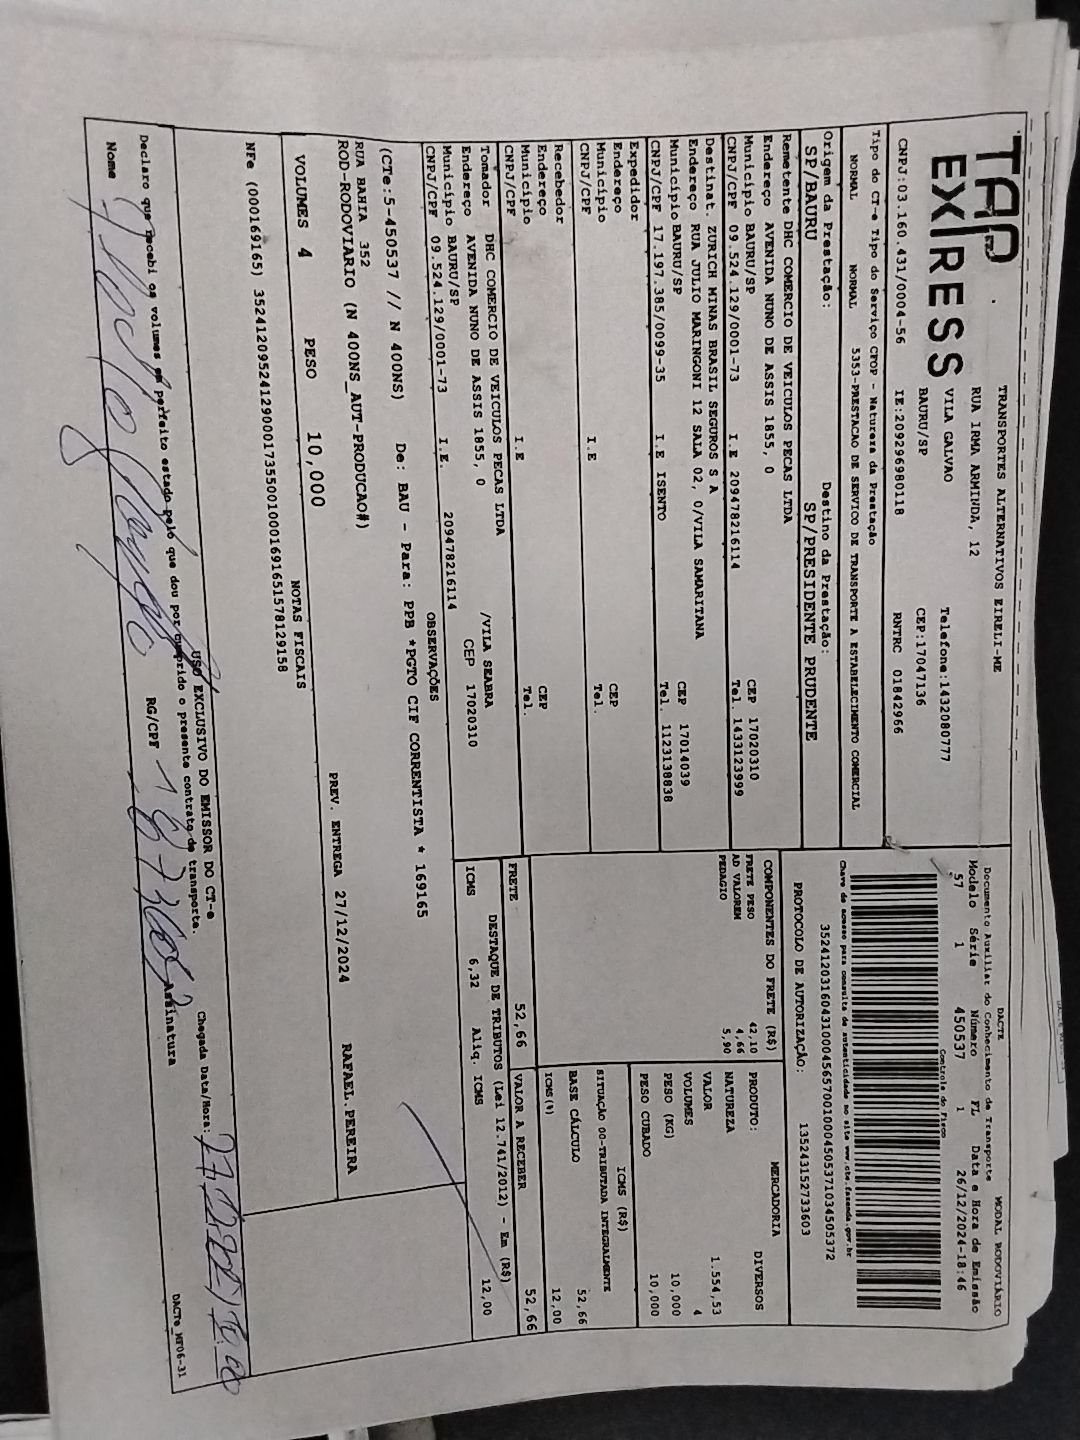 TAP EXPRESS
TRANSPORTES ALTERNATIVOS EIRELI-ME
RUA IRMA ARMINDA, 12
VILA GALVAO Telefone:1432080777
BAURU/SP CEP:17047136
CNPJ:03.160.431/0004-56 IE:209296980118 RNTRC 01842966
Tipo do CT-e Tipo do Serviço CFOP - Natureza da Prestação
NORMAL NORMAL 5353-PRESTACAO DE SERVICO DE TRANSPORTE A ESTABELECIMENTO COMERCIAL
Origem da Prestação: Destino da Prestação:
SP/BAURU SP/PRESIDENTE PRUDENTE
Remetente DHC COMERCIO DE VEICULOS PECAS LTDA
Endereço AVENIDA NUNO DE ASSIS 1855, 0 CEP 17020310
Município BAURU/SP Tel. 1433123999
CNPJ/CPF 09.524.129/0001-73 I.E 209478216114
Destinat. ZURICH MINAS BRASIL SEGUROS S A
Endereço RUA JULIO MARINGONI 12 SALA 02, 0/VILA SAMARITANA
Município BAURU/SP CEP 17014039
CNPJ/CPF 17.197.385/0099-35 I.E ISENTO Tel. 1123138838
Expedidor
Endereço
Município CEP
CNPJ/CPF I.E Tel.
Recebedor
Endereço
Município CEP
CNPJ/CPF I.E Tel.
Tomador DHC COMERCIO DE VEICULOS PECAS LTDA
Endereço AVENIDA NUNO DE ASSIS 1855, 0 /VILA SEABRA
Município BAURU/SP CEP 17020310
CNPJ/CPF 09.524.129/0001-73 I.E. 209478216114
OBSERVAÇÕES
(CTe:5-450537 // N 400NS) De: BAU - Para: PPB *PGTO CIF CORRENTISTA * 169165
RUA BAHIA 352
ROD-RODOVIARIO (N 400NS_AUT-PRODUCAO#)
PREV. ENTREGA 27/12/2024 RAFAEL.PEREIRA
VOLUMES 4 PESO 10,000
NOTAS FISCAIS
NFe (000169165) 35241209524129000173550010001691651578129158
DACTE MODAL RODOVIÁRIO
Documento Auxiliar do Conhecimento de Transporte
Modelo Série Número FL Data e Hora de Emissão
57 1 450537 1 26/12/2024-18:46
Controle do Fisco
Chave de acesso para consulta de autenticidade no site www.cte.fazenda.gov.br
35241203160431000456570010004505371034505372
PROTOCOLO DE AUTORIZAÇÃO: 135243152733603
COMPONENTES DO FRETE (R$)
FRETE PESO 42,10
AD VALOREM 4,66
PEDAGIO 5,90
MERCADORIA
PRODUTO: DIVERSOS
NATUREZA
VALOR 1.554,53
VOLUMES 4
PESO (KG) 10,000
PESO CUBADO 10,000
ICMS (R$)
SITUAÇÃO 00-TRIBUTADA INTEGRALMENTE
BASE CÁLCULO 52,66
ICMS(%) 12,00
FRETE 52,66 VALOR A RECEBER 52,66
DESTAQUE DE TRIBUTOS (Lei 12.741/2012) - Em (R$)
ICMS 6,32 Aliq. ICMS 12,00
USO EXCLUSIVO DO EMISSOR DO CT-e
Declaro que recebi os volumes em perfeito estado pelo que dou por cumprido o presente contrato de transporte.
Chegada Data/Hora:
Nome RG/CPF Assinatura
DACTe_MT06-31